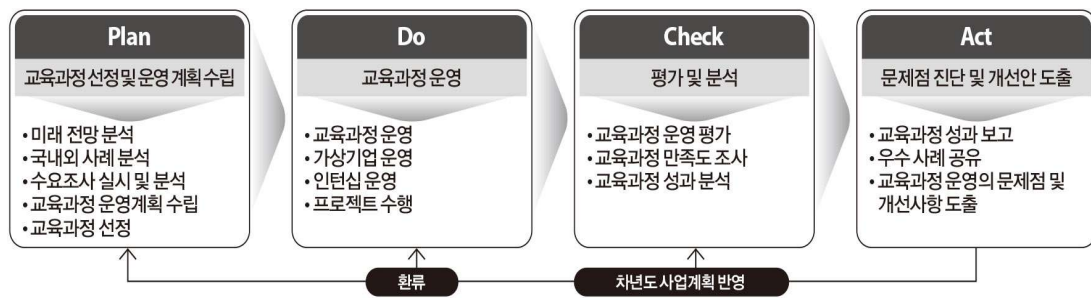 Plan
교육과정 선정 및 운영 계획 수립
• 미래 전망 분석
• 국내외 사례 분석
• 수요조사 실시 및 분석
• 교육과정 운영계획 수립
• 교육과정 선정
Do
교육과정 운영
• 교육과정 운영
• 가상기업 운영
• 인턴십 운영
• 프로젝트 수행
Check
평가 및 분석
• 교육과정 운영 평가
• 교육과정 만족도 조사
• 교육과정 성과 분석
Act
문제점 진단 및 개선안 도출
• 교육과정 성과 보고
• 우수 사례 공유
• 교육과정 운영의 문제점 및
개선사항 도출
환류
차년도 사업계획 반영